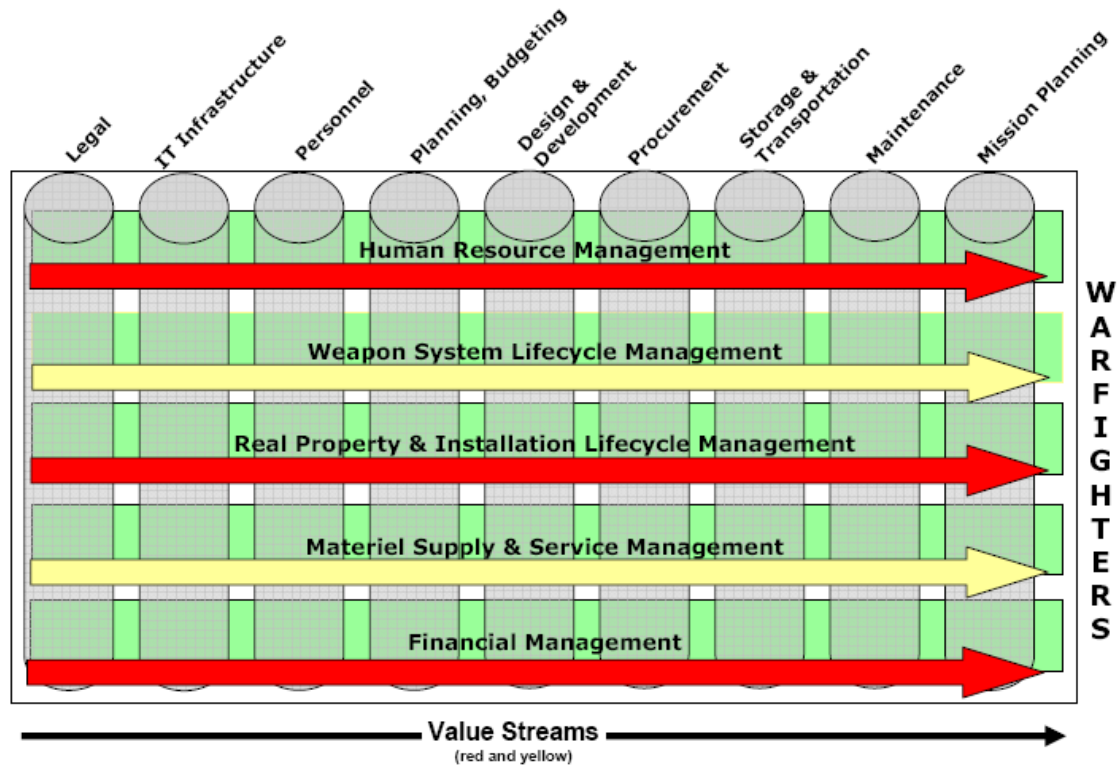 Legal
IT Infrastructure
Personnel
Planning, Budgeting
Design &
Development
Procurement
Storage &
Transportation
Maintenance
Mission Planning
Human Resource Management
Weapon System Lifecycle Management
Real Property & Installation Lifecycle Management
Materiel Supply & Service Management
Financial Management
WARFIGHTERS
Value Streams
(red and yellow)